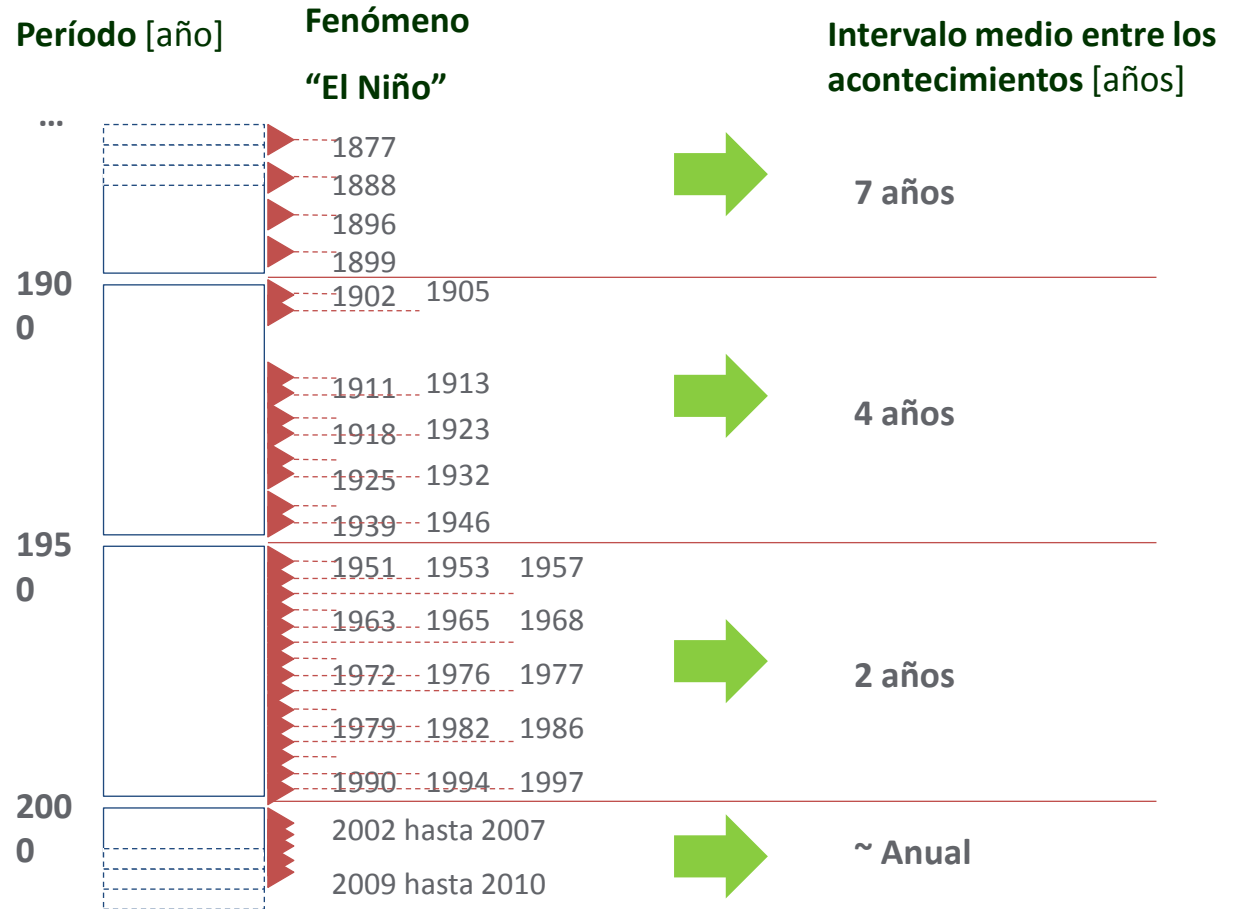 Período [año]
Fenómeno
“El Niño”
Intervalo medio entre los
acontecimientos [años]
...
1877
1888
1896
1899
7 años
190
0
1902 1905
1911 1913
1918 1923
1925 1932
1939 1946
4 años
195
0
1951 1953 1957
1963 1965 1968
1972 1976 1977
1979 1982 1986
1990 1994 1997
2 años
200
0
2002 hasta 2007
2009 hasta 2010
~ Anual